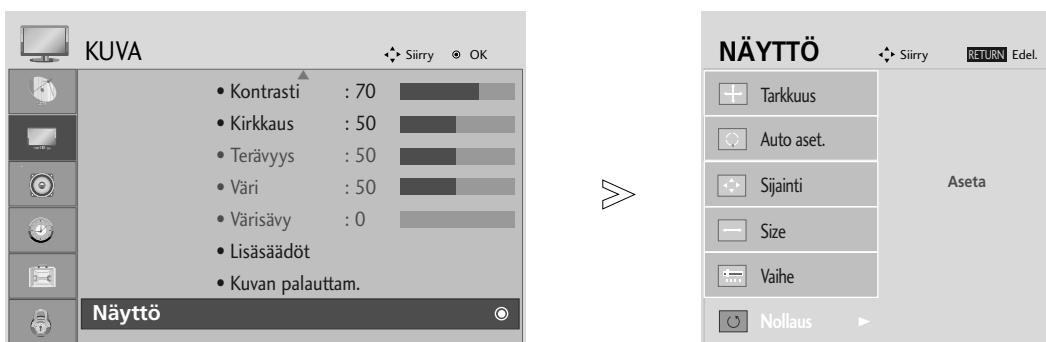 KUVA Siirry OK
• Kontrasti : 70
• Kirkkaus : 50
• Terävyys : 50
• Väri : 50
• Värisävy : 0
• Lisäsäädöt
• Kuvan palauttam.
Näyttö
NÄYTTÖ Siirry RETURN Edel.
Tarkkuus
Auto aset.
Sijainti
Aseta
Size
Vaihe
Nollaus